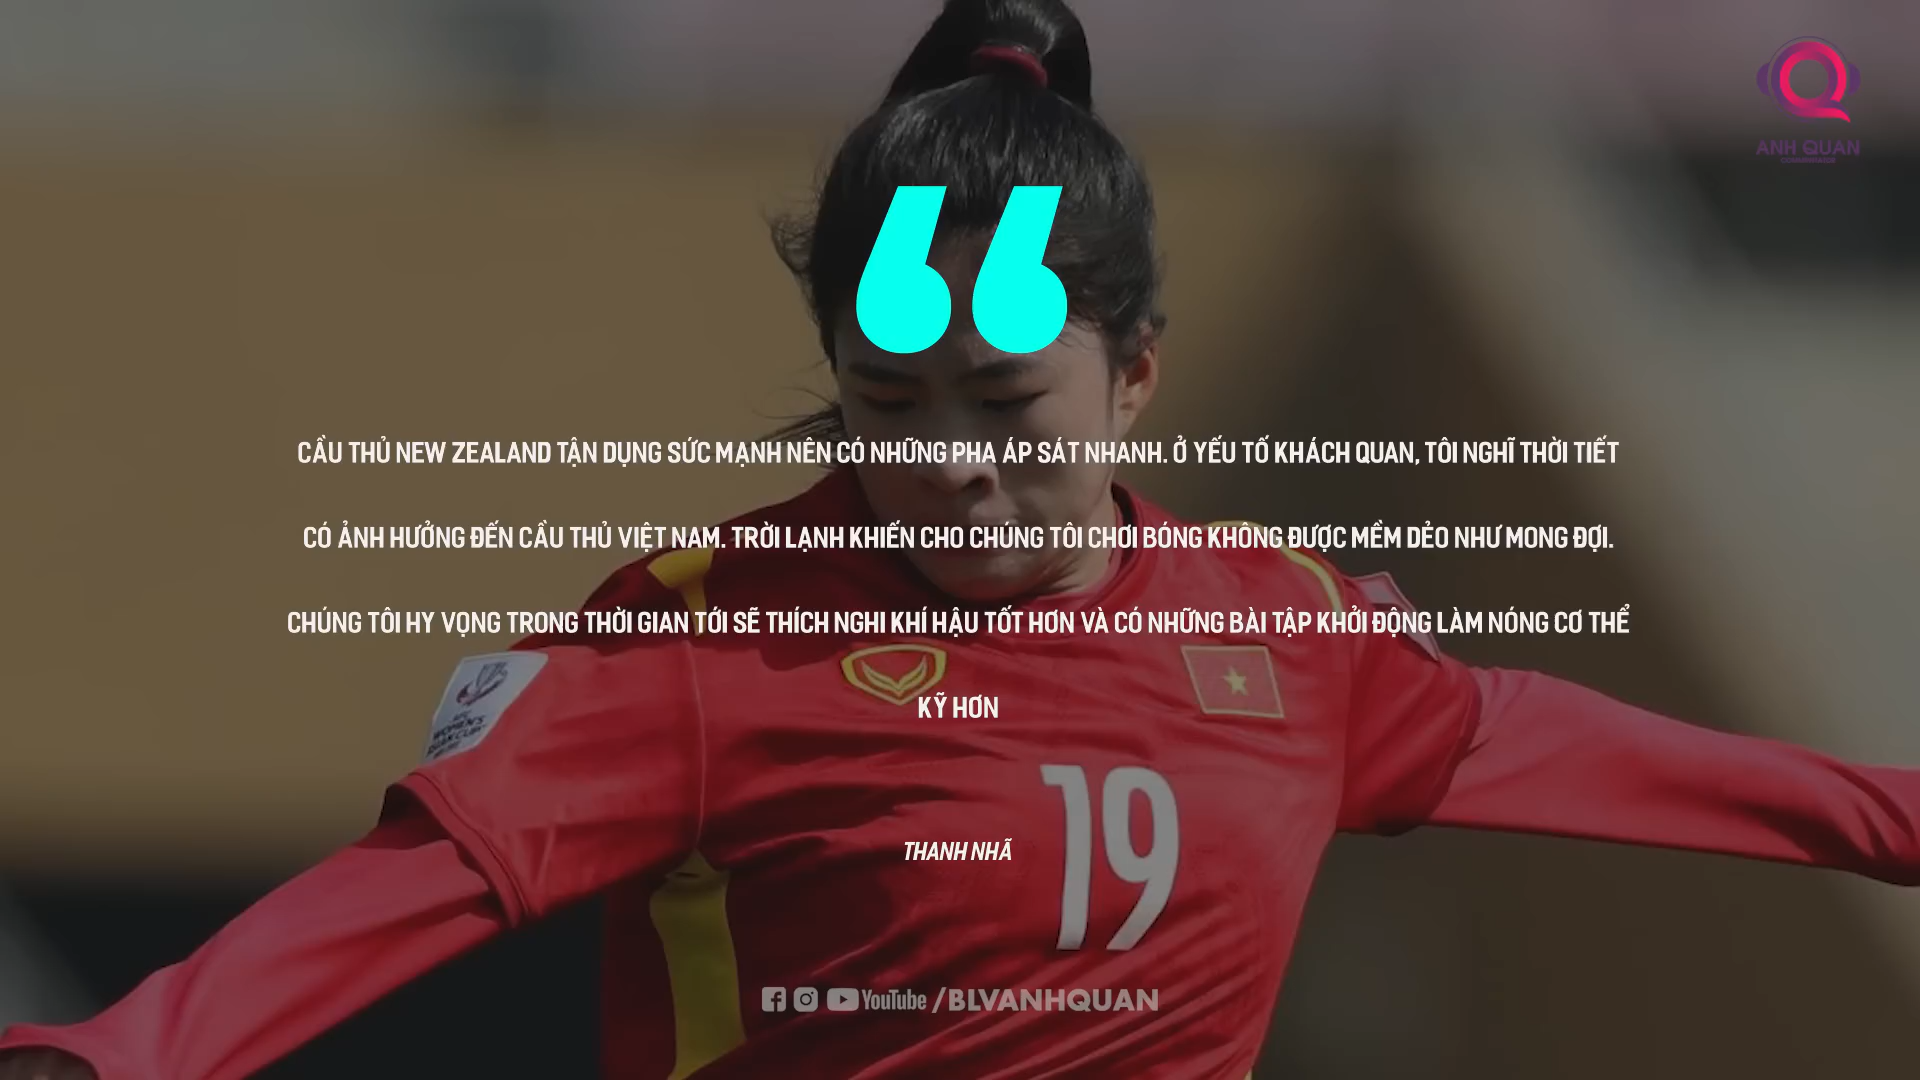 ANH QUAN
CẦU THỦ NEW ZEALAND TẬN DỤNG SỨC MẠNH NÊN CÓ NHỮNG PHA ÁP SÁT NHANH. Ở YẾU TỐ KHÁCH QUAN, TÔI NGHĨ THỜI TIẾT
CÓ ẢNH HƯỞNG ĐẾN CẦU THỦ VIỆT NAM. TRỜI LẠNH KHIẾN CHO CHÚNG TÔI CHƠI BÓNG KHÔNG ĐƯỢC MỀM DẺO NHƯ MONG ĐỢI.
CHÚNG TÔI HY VỌNG TRONG THỜI GIAN TỚI SẼ THÍCH NGHI KHÍ HẬU TỐT HƠN VÀ CÓ NHỮNG BÀI TẬP KHỞI ĐỘNG LÀM NÓNG CƠ THỂ
KỸ HƠN
AFC
WOMEN'S
ASIAN CUP
19
THANH NHÃ
YouTube /BLVANHQUAN